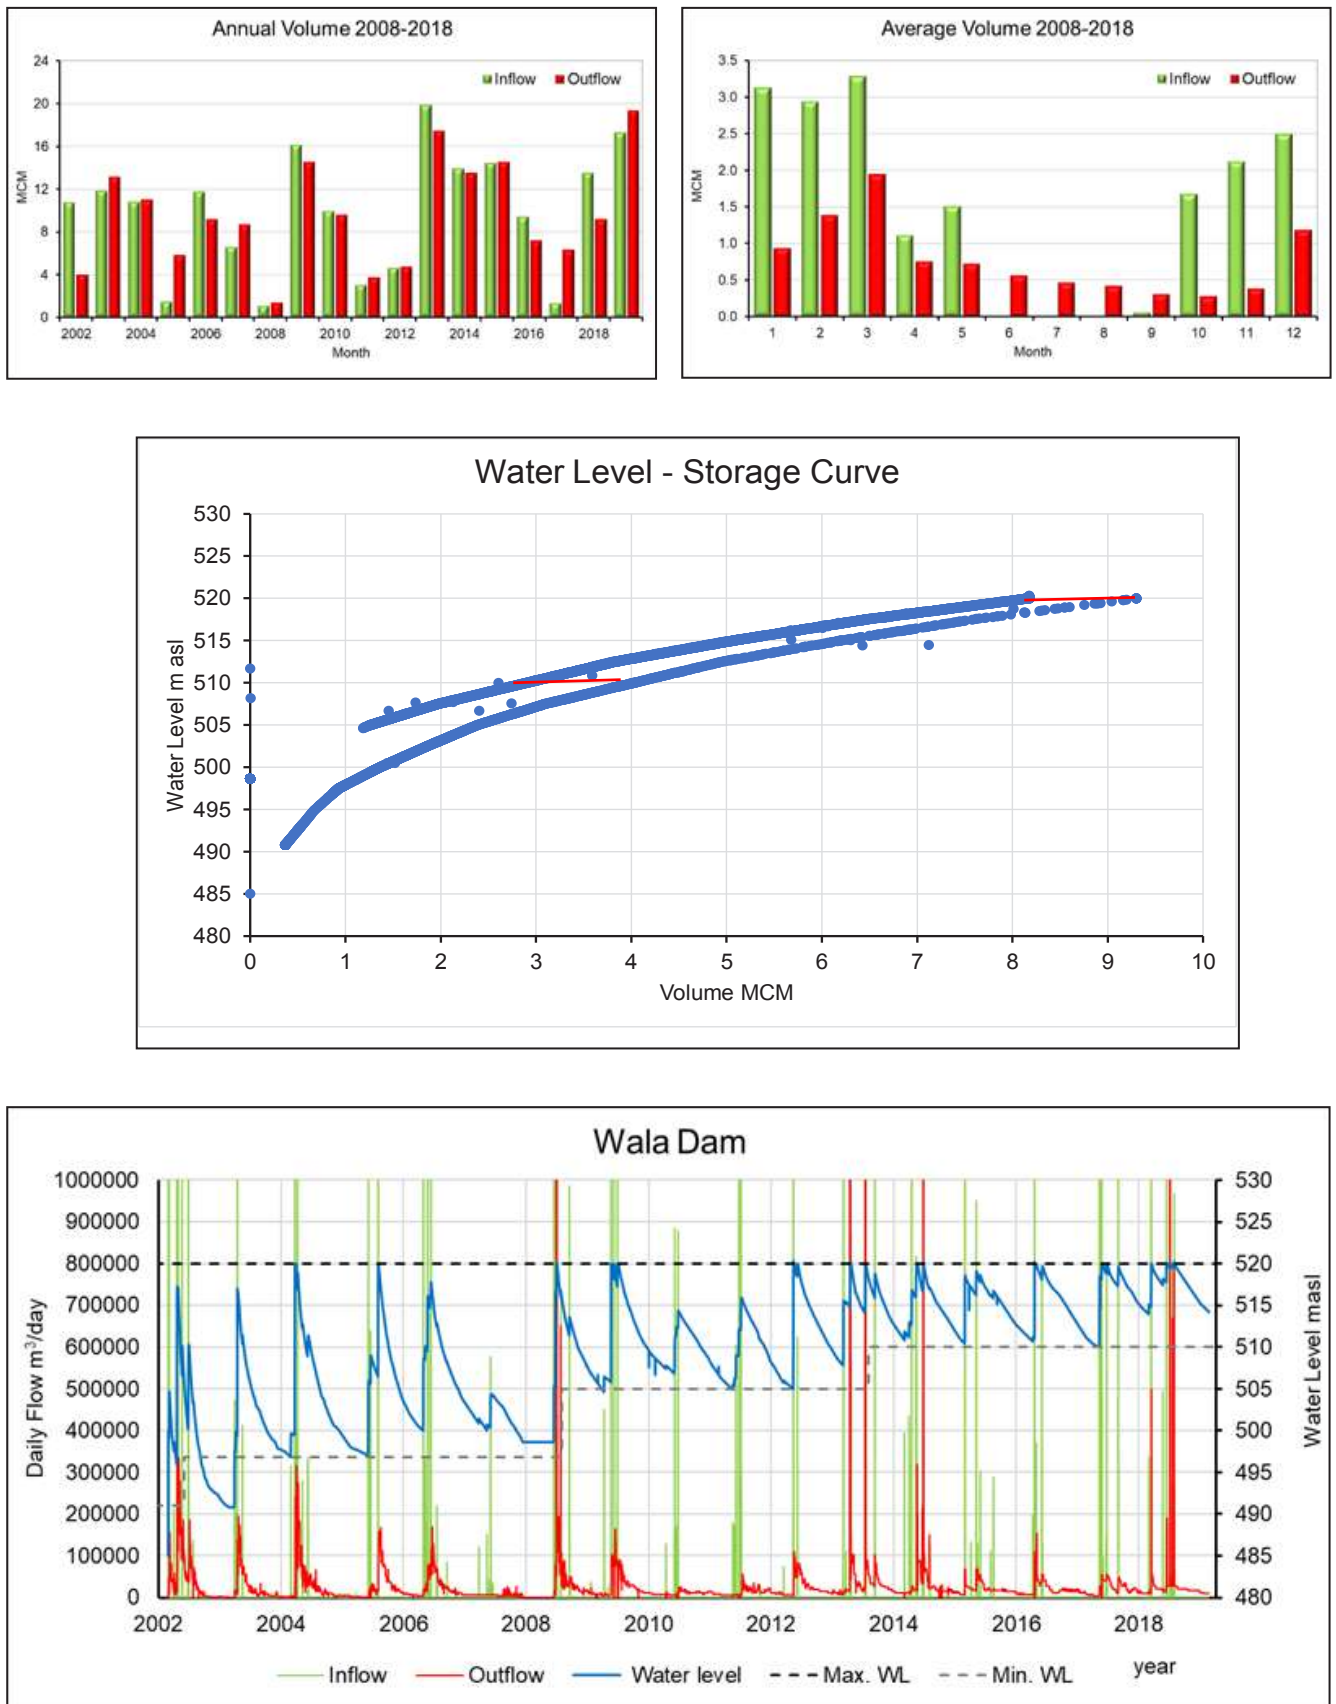 Annual Volume 2008-2018
24
20
16
12
8
4
0
MCM
Inflow Outflow
2002 2004 2006 2008 2010 2012 2014 2016 2018
Month
Average Volume 2008-2018
3.5
3.0
2.5
2.0
1.5
1.0
0.5
0.0
MCM
Inflow Outflow
1 2 3 4 5 6 7 8 9 10 11 12
Month
Water Level - Storage Curve
530
525
520
515
510
505
500
495
490
485
480
Water Level m asl
0 1 2 3 4 5 6 7 8 9 10
Volume MCM
Wala Dam
1000000
900000
800000
700000
600000
500000
400000
300000
200000
100000
0
Daily Flow m³/day
530
525
520
515
510
505
500
495
490
485
480
Water Level masl
2002 2004 2006 2008 2010 2012 2014 2016 2018
year
Inflow Outflow Water level Max. WL Min. WL